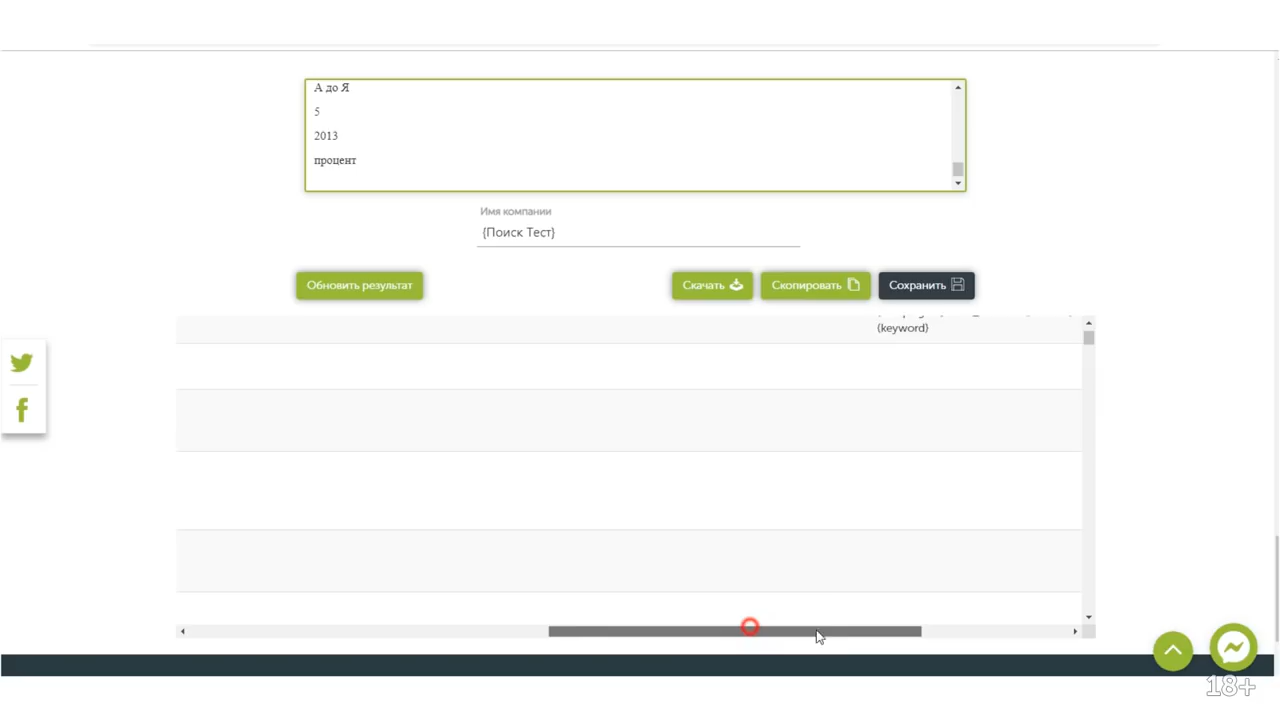 А до Я
5
2013
процент
Имя компании
{Поиск Тест}
Обновить результат
Скачать
Скопировать
Сохранить
(keyword)
18+